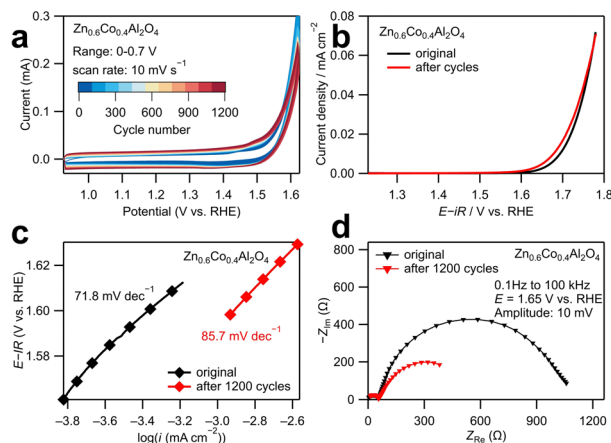 a
Zn0.6Co0.4Al2O4
Range: 0-0.7 V
scan rate: 10 mV s−1
0 300 600 900 1200
Cycle number
Current (mA)
0.3
0.2
0.1
0.0
1.0 1.1 1.2 1.3 1.4 1.5 1.6
Potential (V vs. RHE)
b
Zn0.6Co0.4Al2O4
original
after cycles
Current density / mA cm−2
0.08
0.06
0.04
0.02
0.00
1.3 1.4 1.5 1.6 1.7 1.8
E−iR / V vs. RHE
c
Zn0.6Co0.4Al2O4
71.8 mV dec−1
85.7 mV dec−1
original
after 1200 cycles
E−IR (V vs. RHE)
1.62
1.60
1.58
−3.8 −3.6 −3.4 −3.2 −3.0 −2.8 −2.6
log(i (mA cm−2)
d
original
after 1200 cycles
Zn0.6Co0.4Al2O4
0.1Hz to 100 kHz
E = 1.65 V vs. RHE
Amplitude: 10 mV
−ZIm (Ω)
−800
−600
−400
−200
0
0 200 400 600 800 1000
ZRe (Ω)